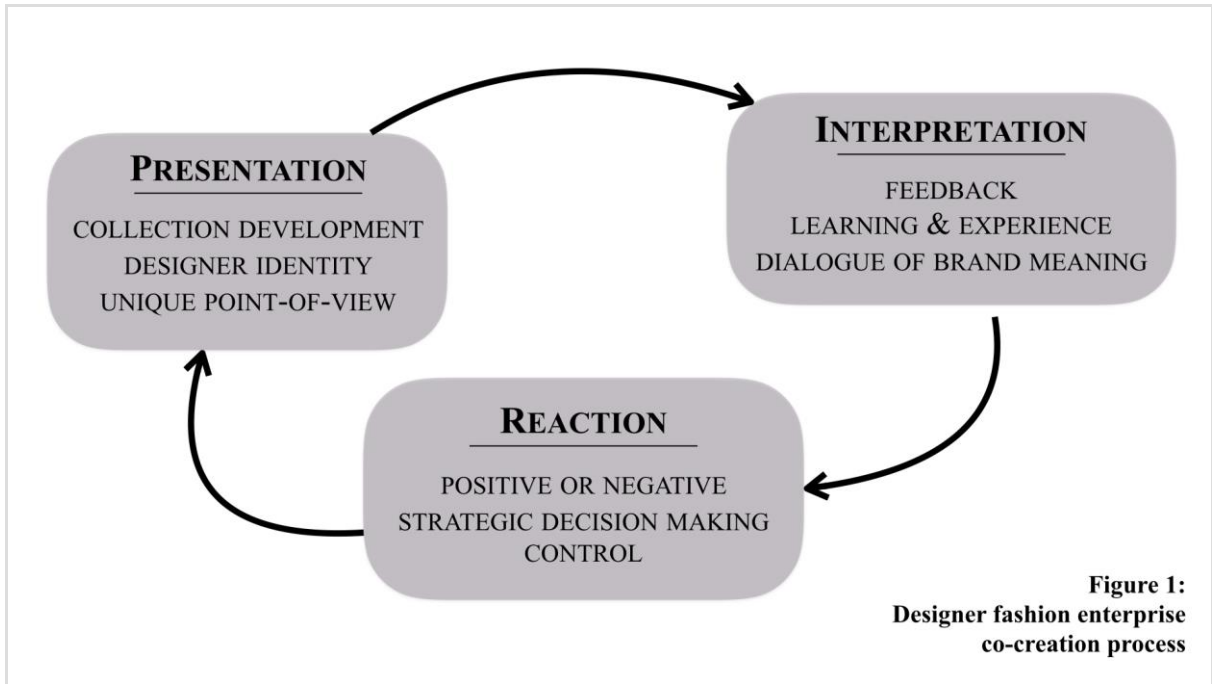 PRESENTATION
COLLECTION DEVELOPMENT
DESIGNER IDENTITY
UNIQUE POINT-OF-VIEW
INTERPRETATION
FEEDBACK
LEARNING & EXPERIENCE
DIALOGUE OF BRAND MEANING
REACTION
POSITIVE OR NEGATIVE
STRATEGIC DECISION MAKING
CONTROL
Figure 1:
Designer fashion enterprise
co-creation process